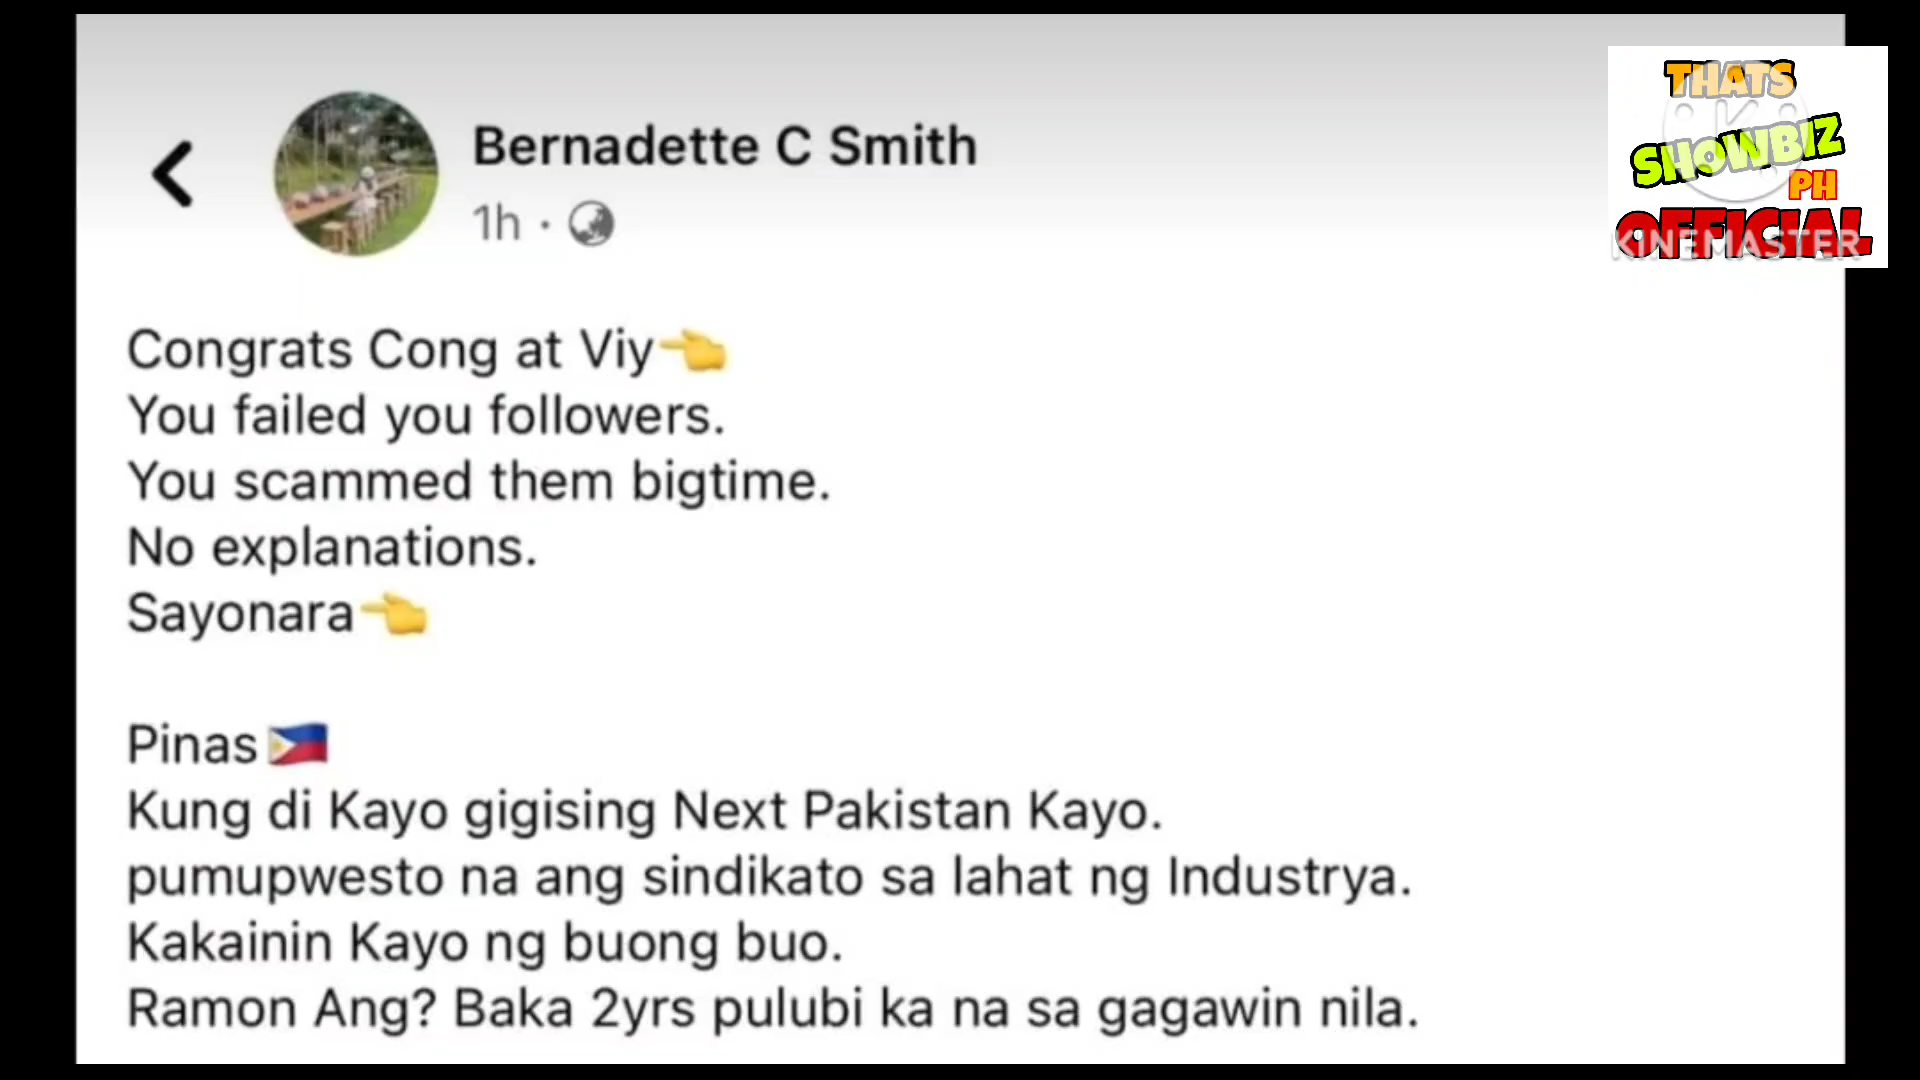 Bernadette C Smith
1h ·
THATS
SHOWBIZ
PH
OFFICIAL
KINEMASTER
Congrats Cong at Viy👈
You failed you followers.
You scammed them bigtime.
No explanations.
Sayonara👈
Pinas🇵🇭
Kung di Kayo gigising Next Pakistan Kayo.
pumupwesto na ang sindikato sa lahat ng Industrya.
Kakainin Kayo ng buong buo.
Ramon Ang? Baka 2yrs pulubi ka na sa gagawin nila.